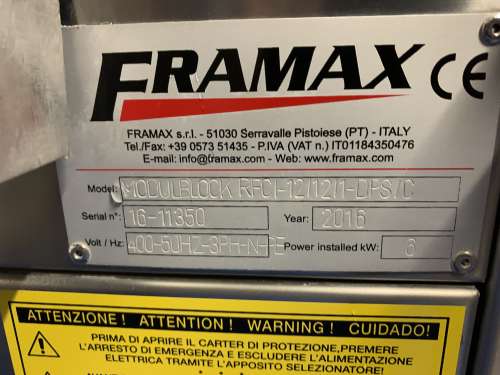 FRAMAX CE
FRAMAX s.r.l. - 51030 Serravalle Pistoiese (PT) - ITALY
Tel./Fax: +39 0573 51435 - P.IVA (VAT n.) IT01184350476
E-mail: info@framax.com - Web: www.framax.com
Model: MODULBLOCK RFCI-12/12/1-DI-S/C
Serial n°: 16-11350 Year: 2016
Volt / Hz: 400-50HZ-3PH-N-PE Power installed kW: 6
ATTENZIONE! ATTENTION! WARNING! CUIDADO!
PRIMA DI APRIRE IL CARTER DI PROTEZIONE,PREMERE
L'ARRESTO DI EMERGENZA E ESCLUDERE L'ALIMENTAZIONE
ELETTRICA TRAMITE L'APPOSITO SELEZIONATORE!